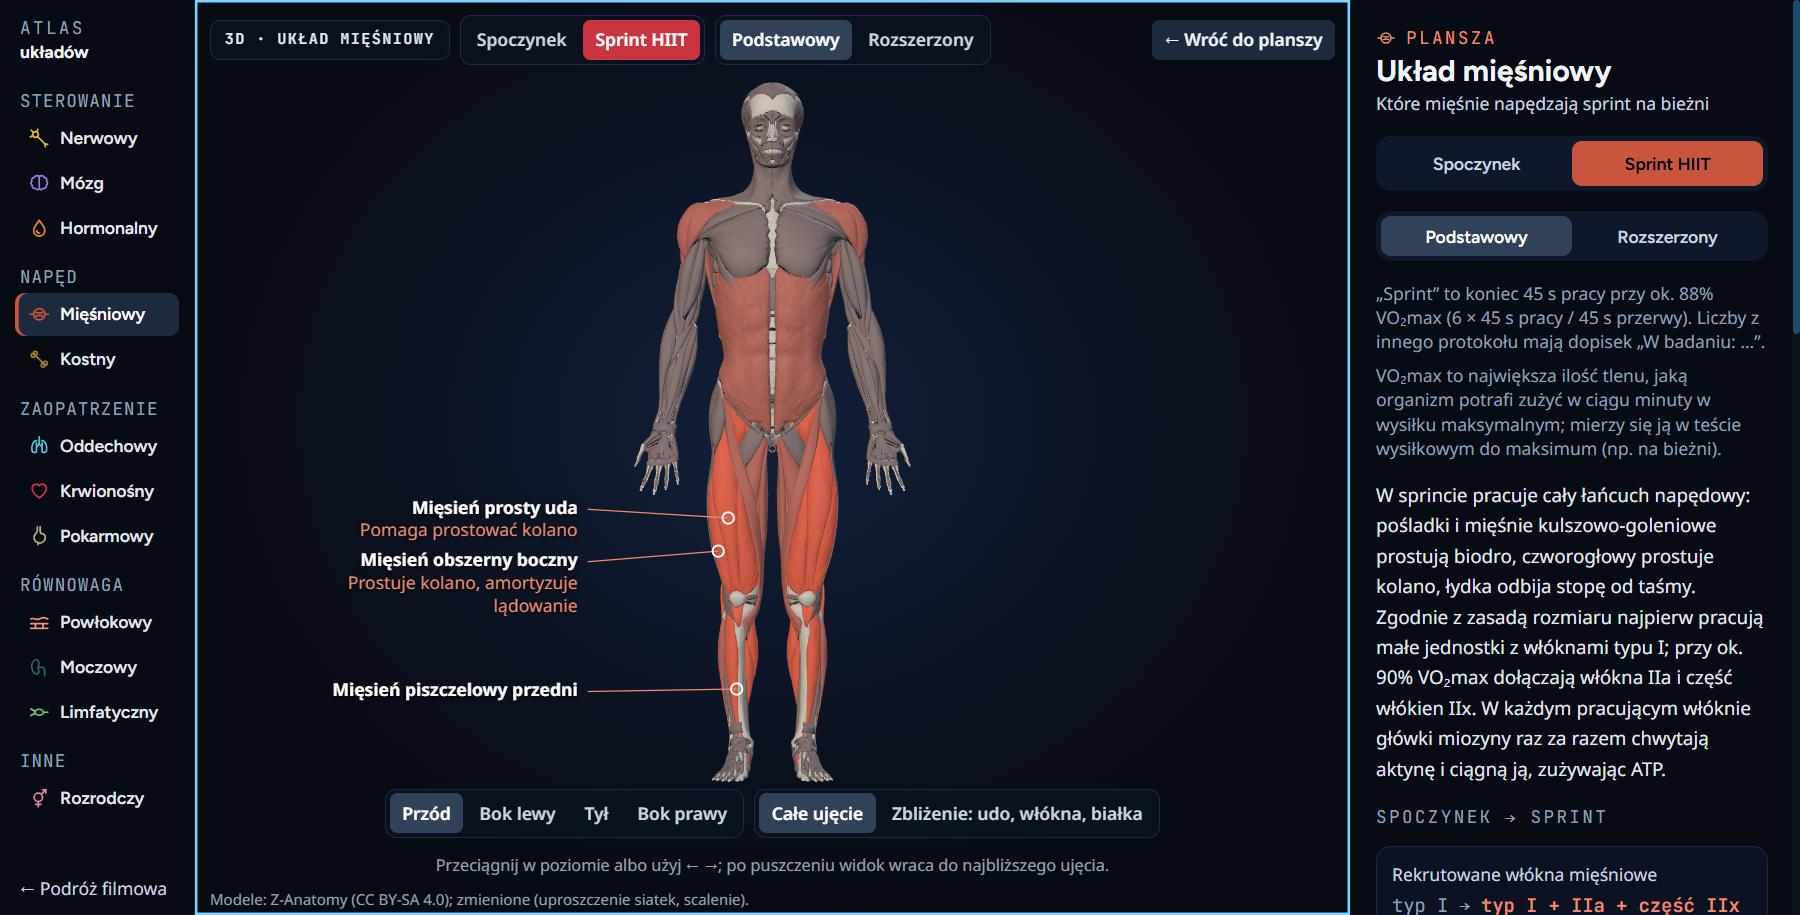 ATLAS
układów
STEROWANIE
Nerwowy
Mózg
Hormonalny
NAPĘD
Mięśniowy
Kostny
ZAOPATRZENIE
Oddechowy
Krwionośny
Pokarmowy
RÓWNOWAGA
Powłokowy
Moczowy
Limfatyczny
INNE
Rozrodczy
← Podróż filmowa
3D · UKŁAD MIĘŚNIOWY
Spoczynek
Sprint HIIT
Podstawowy
Rozszerzony
← Wróć do planszy
Mięsień prosty uda
Pomaga prostować kolano
Mięsień obszerny boczny
Prostuje kolano, amortyzuje
lądowanie
Mięsień piszczelowy przedni
Przód
Bok lewy
Tył
Bok prawy
Całe ujęcie
Zbliżenie: udo, włókna, białka
Przeciągnij w poziomie albo użyj ← →; po puszczeniu widok wraca do najbliższego ujęcia.
Modele: Z-Anatomy (CC BY-SA 4.0); zmienione (uproszczenie siatek, scalenie).
PLANSZA
Układ mięśniowy
Które mięśnie napędzają sprint na bieżni
Spoczynek
Sprint HIIT
Podstawowy
Rozszerzony
„Sprint” to koniec 45 s pracy przy ok. 88%
VO₂max (6 × 45 s pracy / 45 s przerwy). Liczby z
innego protokołu mają dopisek „W badaniu: …”.
VO₂max to największa ilość tlenu, jaką
organizm potrafi zużyć w ciągu minuty w
wysiłku maksymalnym; mierzy się ją w teście
wysiłkowym do maksimum (np. na bieżni).
W sprincie pracuje cały łańcuch napędowy:
pośladki i mięśnie kulszowo-goleniowe
prostują biodro, czworogłowy prostuje
kolano, łydka odbija stopę od taśmy.
Zgodnie z zasadą rozmiaru najpierw pracują
małe jednostki z włóknami typu I; przy ok.
90% VO₂max dołączają włókna IIa i część
włókien IIx. W każdym pracującym włóknie
główki miozyny raz za razem chwytają
aktynę i ciągną ją, zużywając ATP.
SPOCZYNEK → SPRINT
Rekrutowane włókna mięśniowe
typ I → typ I + IIa + część IIx